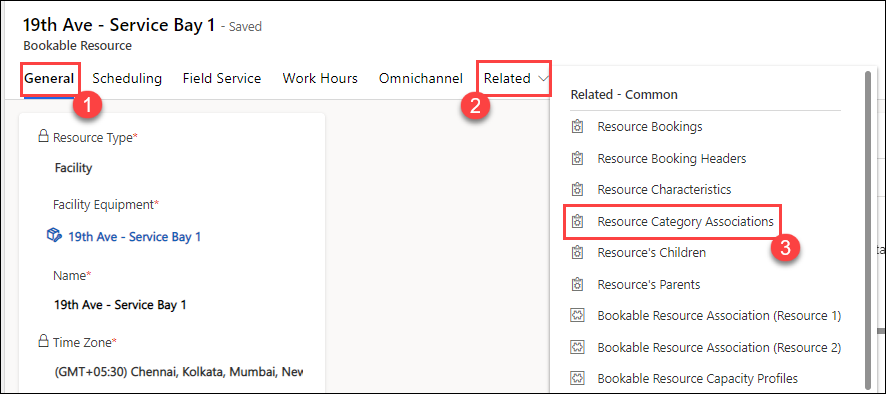 19th Ave - Service Bay 1 - Saved
Bookable Resource
General Scheduling Field Service Work Hours Omnichannel Related
1
2
Related - Common
Resource Bookings
Resource Booking Headers
Resource Characteristics
Resource Category Associations
3
Resource's Children
Resource's Parents
Bookable Resource Association (Resource 1)
Bookable Resource Association (Resource 2)
Bookable Resource Capacity Profiles
Resource Type*
Facility
Facility Equipment*
19th Ave - Service Bay 1
Name*
19th Ave - Service Bay 1
Time Zone*
(GMT+05:30) Chennai, Kolkata, Mumbai,